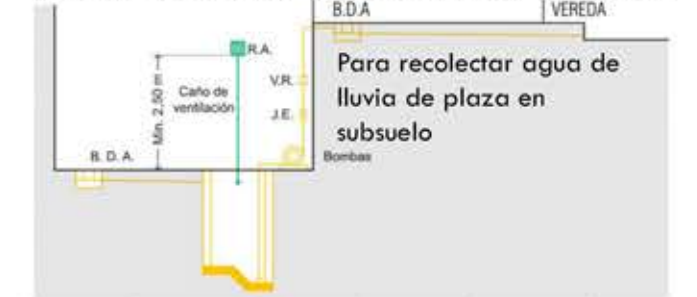 B.D.A
VEREDA
R.A.
Para recolectar agua de
lluvia de plaza en
subsuelo
V.R.
Caño de
ventilación
J.E.
Min. 2,50 m
B. D. A.
Bombas